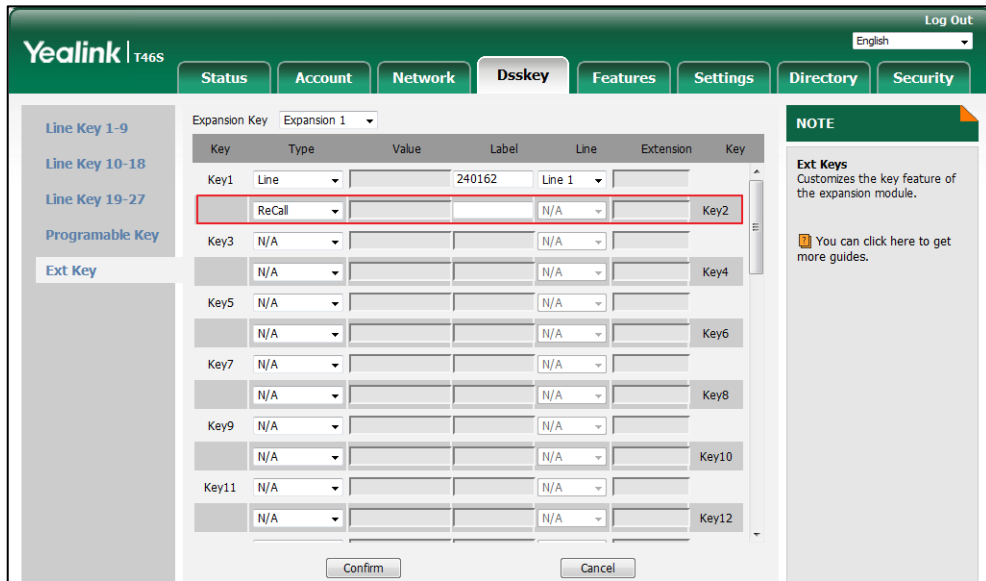 Log Out
Yealink T46S
English
Status Account Network Dsskey Features Settings Directory Security
Line Key 1-9
Line Key 10-18
Line Key 19-27
Programable Key
Ext Key
Expansion Key Expansion 1
Key Type Value Label Line Extension Key
Key1 Line 240162 Line 1
ReCall N/A Key2
Key3 N/A N/A
N/A N/A Key4
Key5 N/A N/A
N/A N/A Key6
Key7 N/A N/A
N/A N/A Key8
Key9 N/A N/A
N/A N/A Key10
Key11 N/A N/A
N/A N/A Key12
Confirm Cancel
NOTE
Ext Keys
Customizes the key feature of
the expansion module.
You can click here to get
more guides.